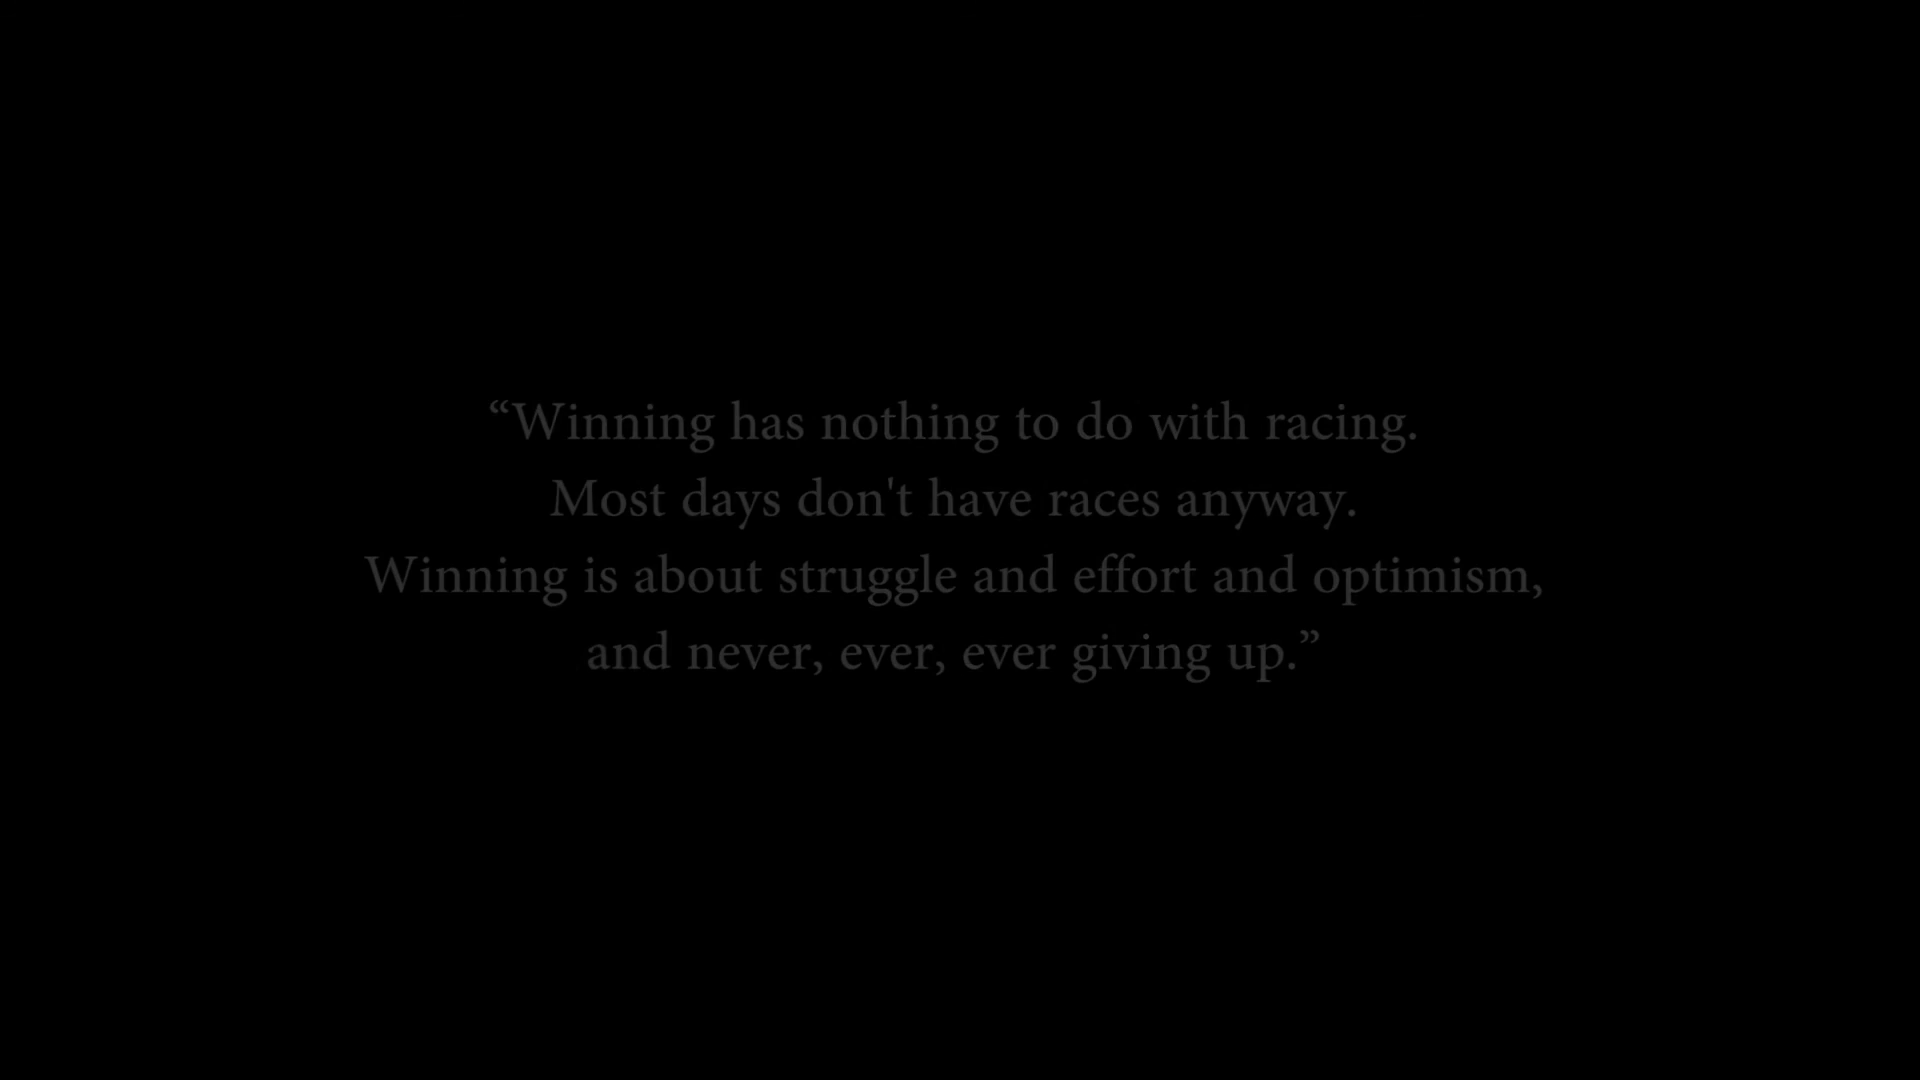 “Winning has nothing to do with racing.
Most days don't have races anyway.
Winning is about struggle and effort and optimism,
and never, ever, ever giving up.”